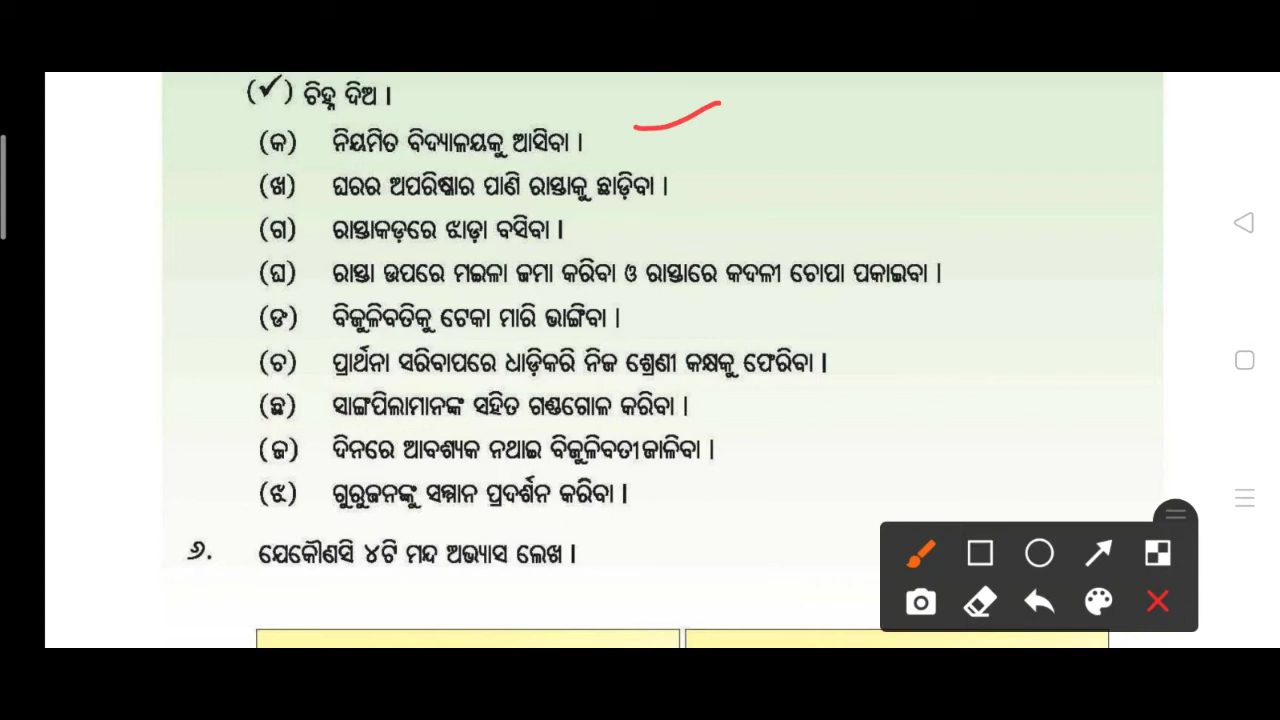 (✓) ଚିହ୍ନ ଦିଅ ।
(କ) ନିୟମିତ ବିଦ୍ୟାଳୟକୁ ଆସିବା ।
(ଖ) ଘରର ଅପରିଷ୍କାର ପାଣି ରାସ୍ତାକୁ ଛାଡ଼ିବା ।
(ଗ) ରାସ୍ତାକଡ଼ରେ ଝାଡ଼ା ବସିବା ।
(ଘ) ରାସ୍ତା ଉପରେ ମଇଳା ଜମା କରିବା ଓ ରାସ୍ତାରେ କଦଳୀ ଚୋପା ପକାଇବା ।
(ଙ) ବିଜୁଳିବତିକୁ ଟେକା ମାରି ଭାଙ୍ଗିବା ।
(ଚ) ପ୍ରାର୍ଥନା ସରିବାପରେ ଧାଡ଼ିକରି ନିଜ ଶ୍ରେଣୀ କକ୍ଷକୁ ଫେରିବା ।
(ଛ) ସାଙ୍ଗପିଲାମାନଙ୍କ ସହିତ ଗଣ୍ଡଗୋଳ କରିବା ।
(ଜ) ଦିନରେ ଆବଶ୍ୟକ ନଥାଇ ବିଜୁଳିବତୀ ଜାଳିବା ।
(ଝ) ଗୁରୁଜନଙ୍କୁ ସମ୍ମାନ ପ୍ରଦର୍ଶନ କରିବା ।
୬. ଯେକୌଣସି ୪ଟି ମନ୍ଦ ଅଭ୍ୟାସ ଲେଖ ।